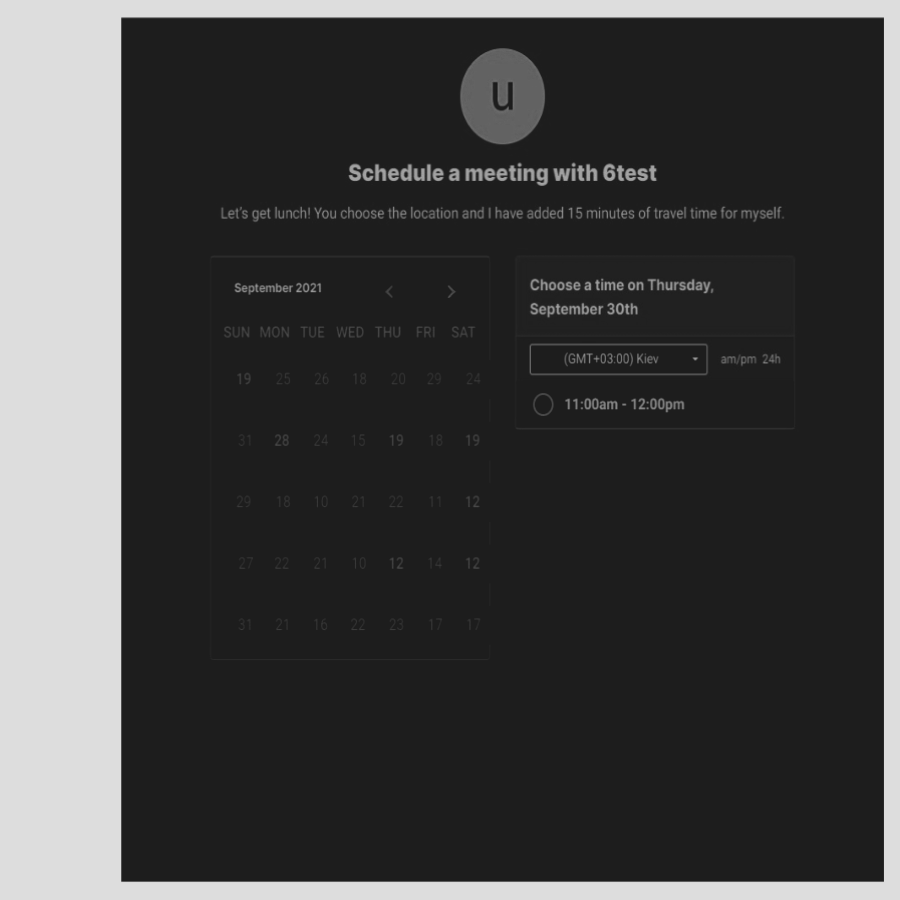 u
Schedule a meeting with 6test
Let's get lunch! You choose the location and I have added 15 minutes of travel time for myself.
September 2021
SUN MON TUE WED THU FRI SAT
19 25 26 18 20 29 24
31 28 24 15 19 18 19
29 18 10 21 22 11 12
27 22 21 10 12 14 12
31 21 16 22 23 17 17
Choose a time on Thursday,
September 30th
(GMT+03:00) Kiev am/pm 24h
11:00am - 12:00pm